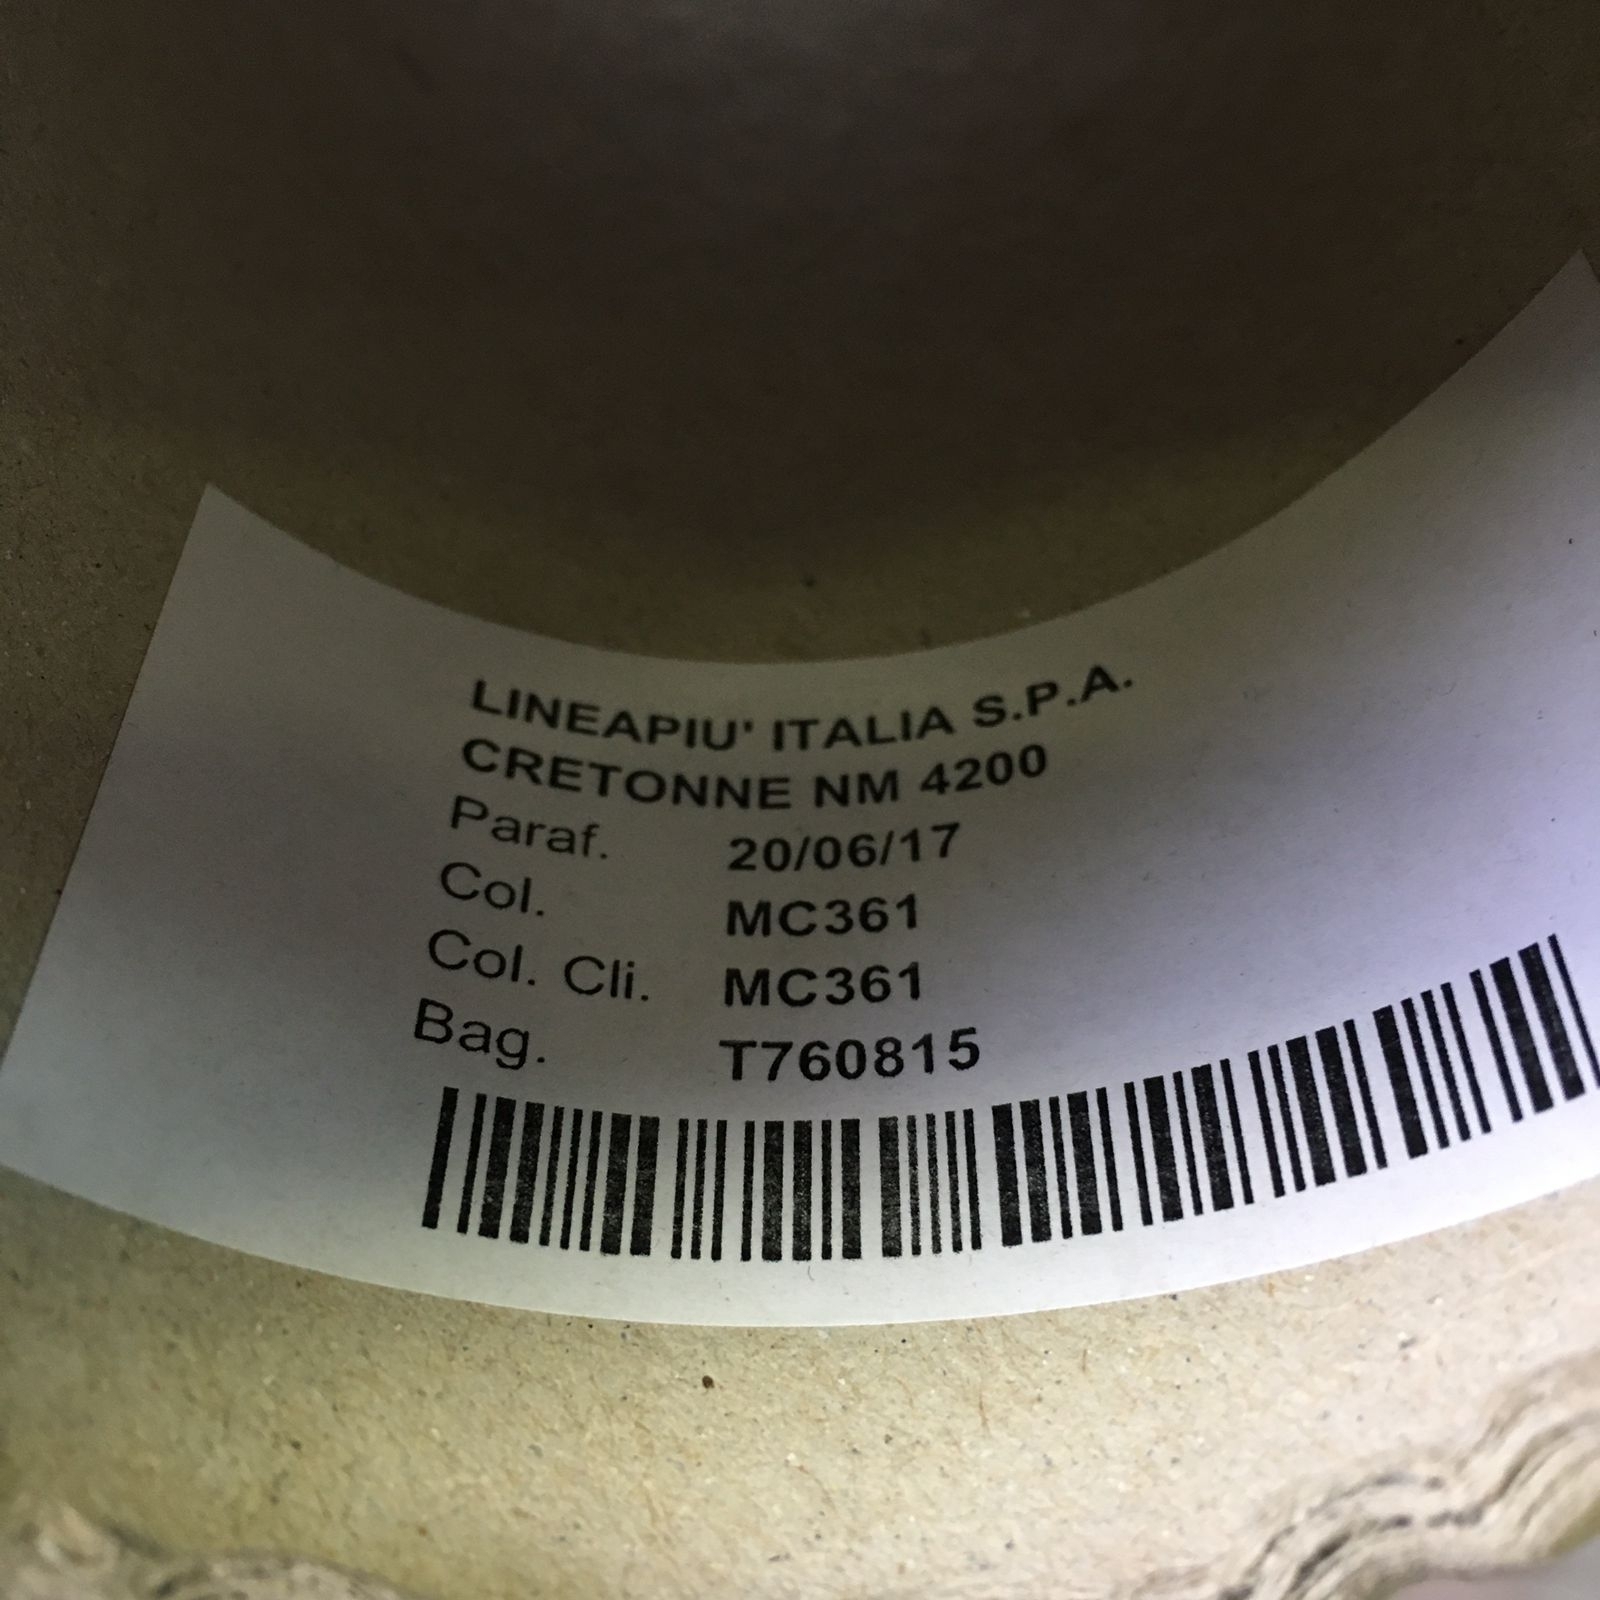 LINEAPIU' ITALIA S.P.A.
CRETONNE NM 4200
Paraf. 20/06/17
Col. MC361
Col. Cli. MC361
Bag. T760815